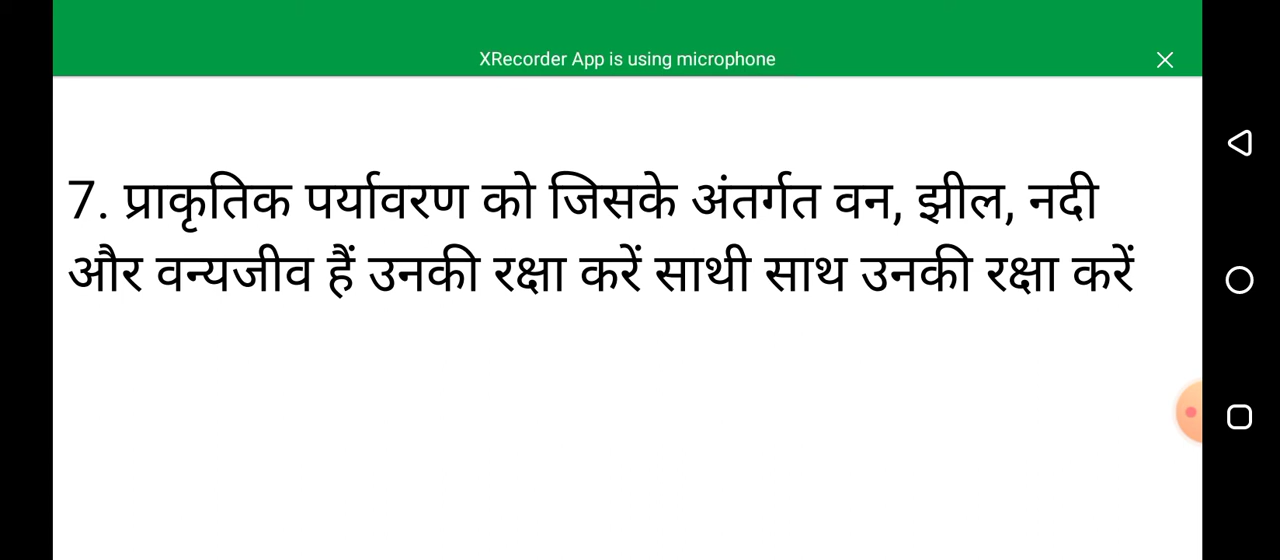 XRecorder App is using microphone
7. प्राकृतिक पर्यावरण को जिसके अंतर्गत वन, झील, नदी
और वन्यजीव हैं उनकी रक्षा करें साथी साथ उनकी रक्षा करें